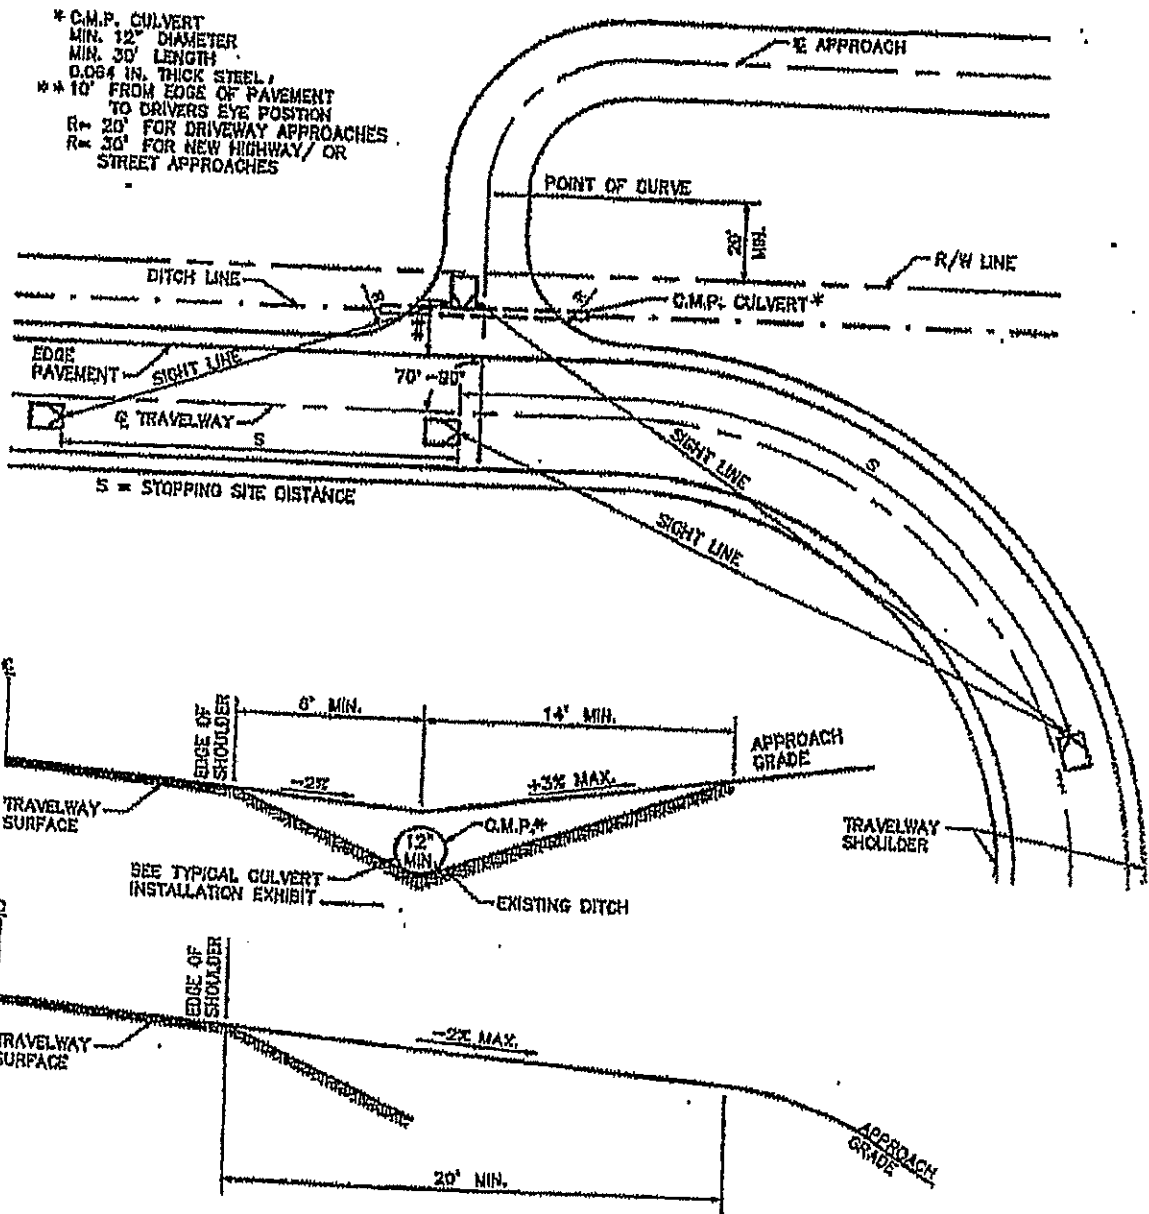 * C.M.P. CULVERT
MIN. 12" DIAMETER
MIN. 30' LENGTH
0.064 IN. THICK STEEL,
** 10' FROM EDGE OF PAVEMENT
TO DRIVERS EYE POSITION
R= 20' FOR DRIVEWAY APPROACHES
R= 30' FOR NEW HIGHWAY/ OR
STREET APPROACHES
℄ APPROACH
POINT OF CURVE
20'
MIN.
R/W LINE
DITCH LINE
R
R
C.M.P. CULVERT*
**
EDGE
PAVEMENT
SIGHT LINE
70'-90'
℄ TRAVELWAY
S
S
SIGHT LINE
S = STOPPING SITE DISTANCE
SIGHT LINE
℄
EDGE OF
SHOULDER
6' MIN.
14' MIN.
APPROACH
GRADE
-2%
+3% MAX.
TRAVELWAY
SURFACE
12"
MIN
C.M.P.*
TRAVELWAY
SHOULDER
SEE TYPICAL CULVERT
INSTALLATION EXHIBIT
EXISTING DITCH
EDGE OF
SHOULDER
-2% MAX.
TRAVELWAY
SURFACE
APPROACH
GRADE
20' MIN.